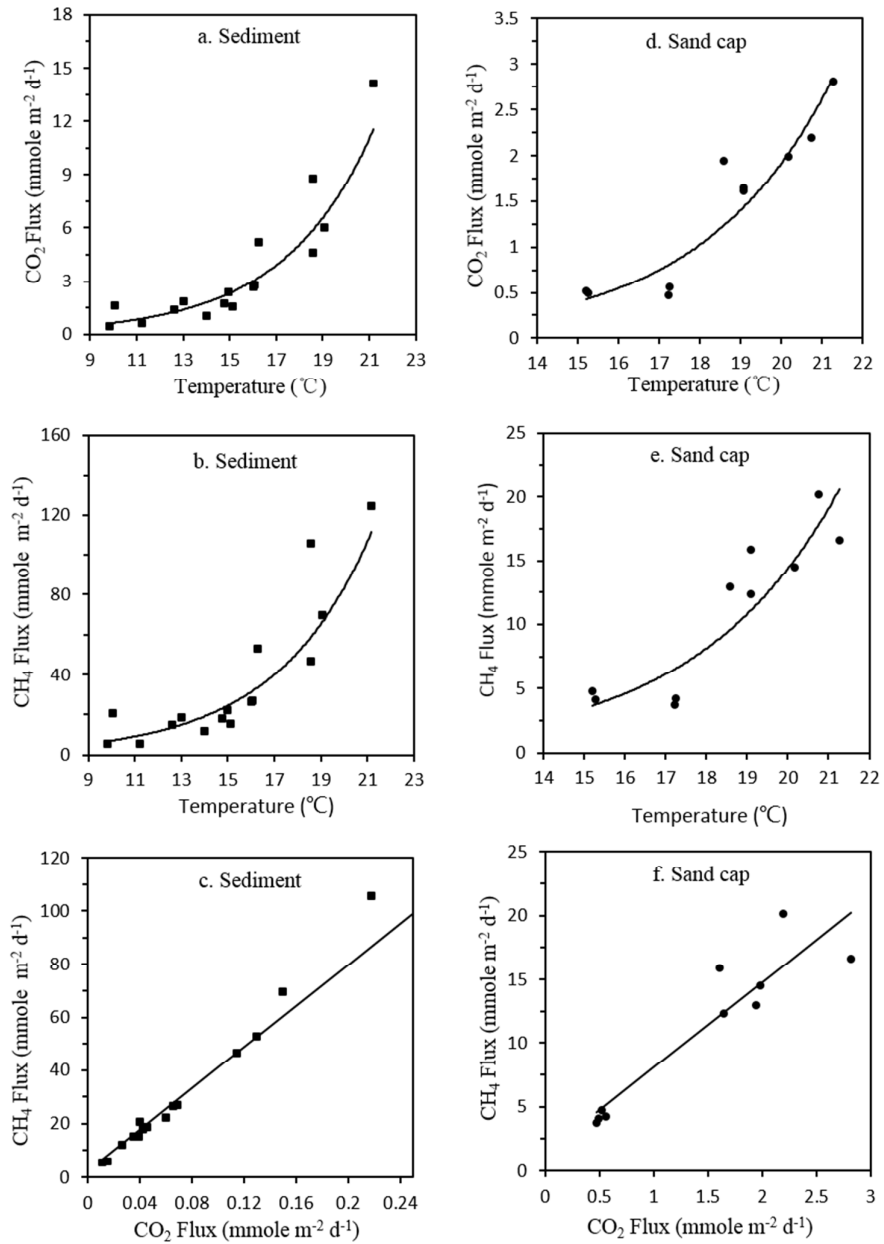 a. Sediment
18
15
12
9
6
3
0
CO₂ Flux (mmole m⁻² d⁻¹)
9 11 13 15 17 19 21 23
Temperature (℃)
d. Sand cap
3.5
3
2.5
2
1.5
1
0.5
0
CO₂ Flux (mmole m⁻² d⁻¹)
14 15 16 17 18 19 20 21 22
Temperature (℃)
b. Sediment
160
120
80
40
0
CH₄ Flux (mmole m⁻² d⁻¹)
9 11 13 15 17 19 21 23
Temperature (℃)
e. Sand cap
25
20
15
10
5
0
CH₄ Flux (mmole m⁻² d⁻¹)
14 15 16 17 18 19 20 21 22
Temperature (℃)
c. Sediment
120
100
80
60
40
20
0
CH₄ Flux (mmole m⁻² d⁻¹)
0 0.04 0.08 0.12 0.16 0.2 0.24
CO₂ Flux (mmole m⁻² d⁻¹)
f. Sand cap
25
20
15
10
5
0
CH₄ Flux (mmole m⁻² d⁻¹)
0 0.5 1 1.5 2 2.5 3
CO₂ Flux (mmole m⁻² d⁻¹)